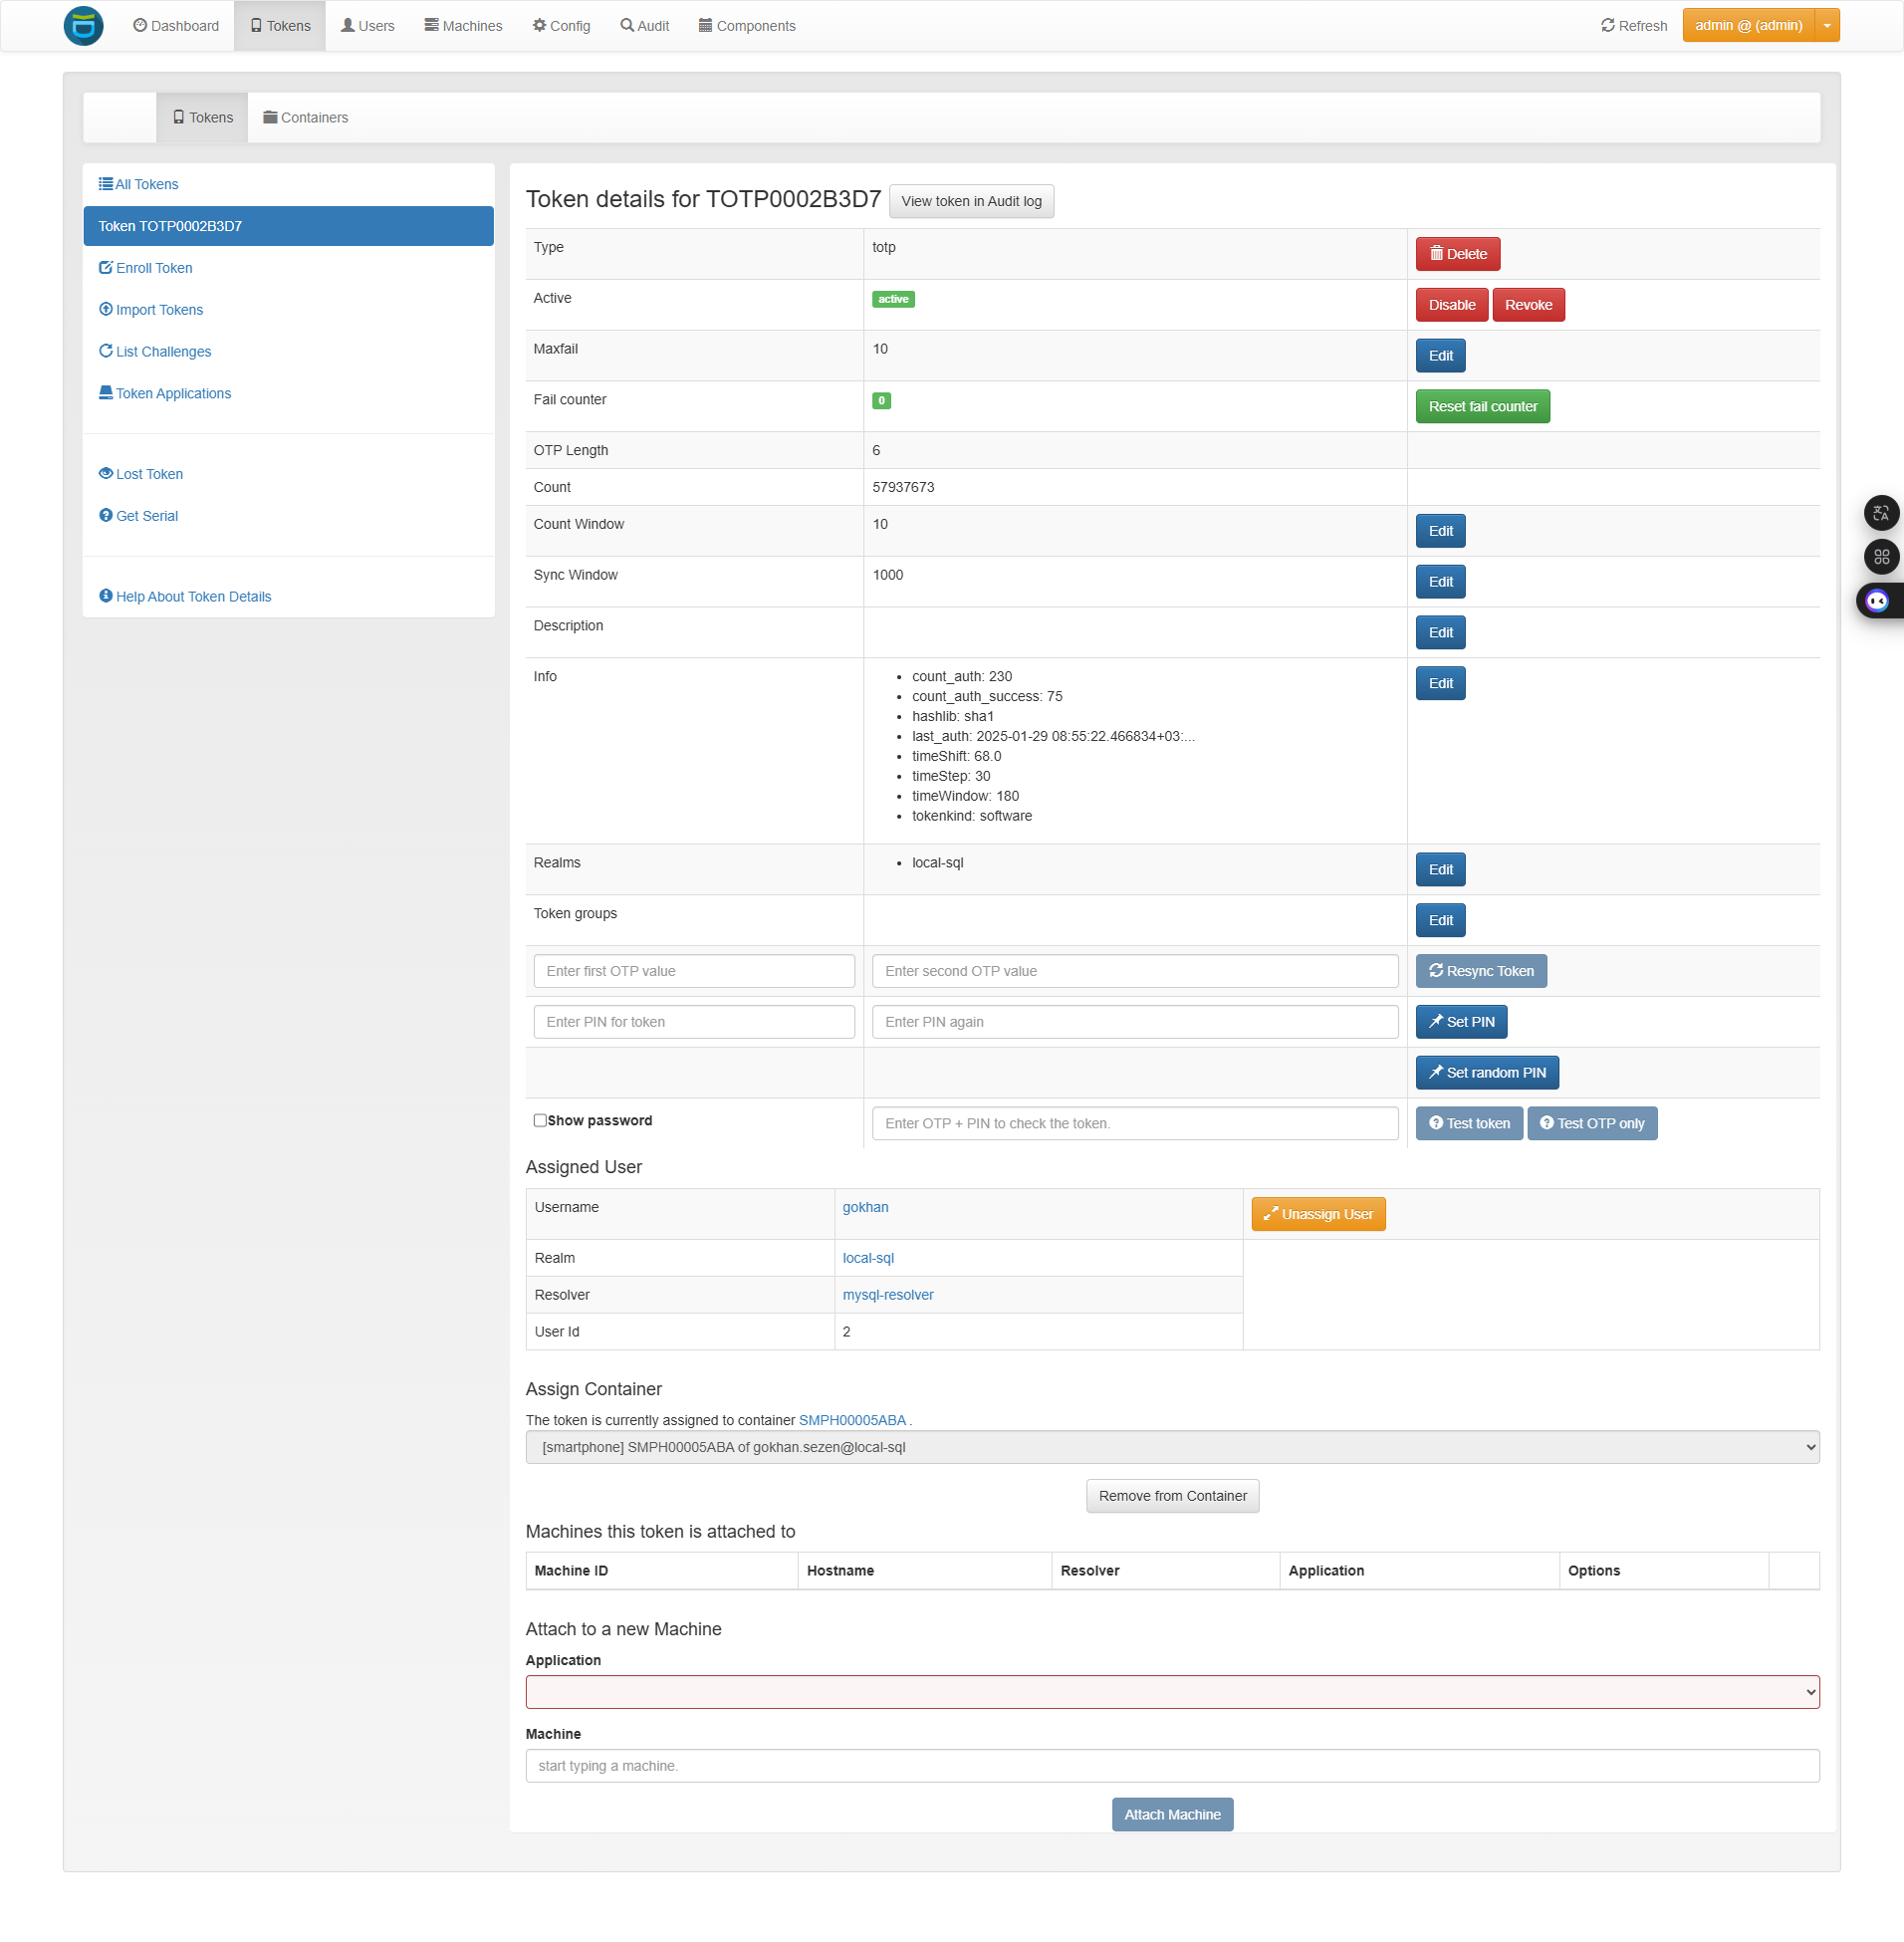 Dashboard Tokens Users Machines Config Audit Components Refresh admin @ (admin)
Tokens Containers
All Tokens
Token TOTP0002B3D7
Enroll Token
Import Tokens
List Challenges
Token Applications
Lost Token
Get Serial
Help About Token Details
Token details for TOTP0002B3D7 View token in Audit log
Type totp Delete
Active active Disable Revoke
Maxfail 10 Edit
Fail counter 0 Reset fail counter
OTP Length 6
Count 57937673
Count Window 10 Edit
Sync Window 1000 Edit
Description Edit
Info count_auth: 230 Edit
count_auth_success: 75
hashlib: sha1
last_auth: 2025-01-29 08:55:22.466834+03:...
timeShift: 68.0
timeStep: 30
timeWindow: 180
tokenkind: software
Realms local-sql Edit
Token groups Edit
Enter first OTP value Enter second OTP value Resync Token
Enter PIN for token Enter PIN again Set PIN
Set random PIN
Show password Enter OTP + PIN to check the token. Test token Test OTP only
Assigned User
Username gokhan Unassign User
Realm local-sql
Resolver mysql-resolver
User Id 2
Assign Container
The token is currently assigned to container SMPH00005ABA .
[smartphone] SMPH00005ABA of gokhan.sezen@local-sql
Remove from Container
Machines this token is attached to
Machine ID Hostname Resolver Application Options
Attach to a new Machine
Application
Machine
start typing a machine.
Attach Machine